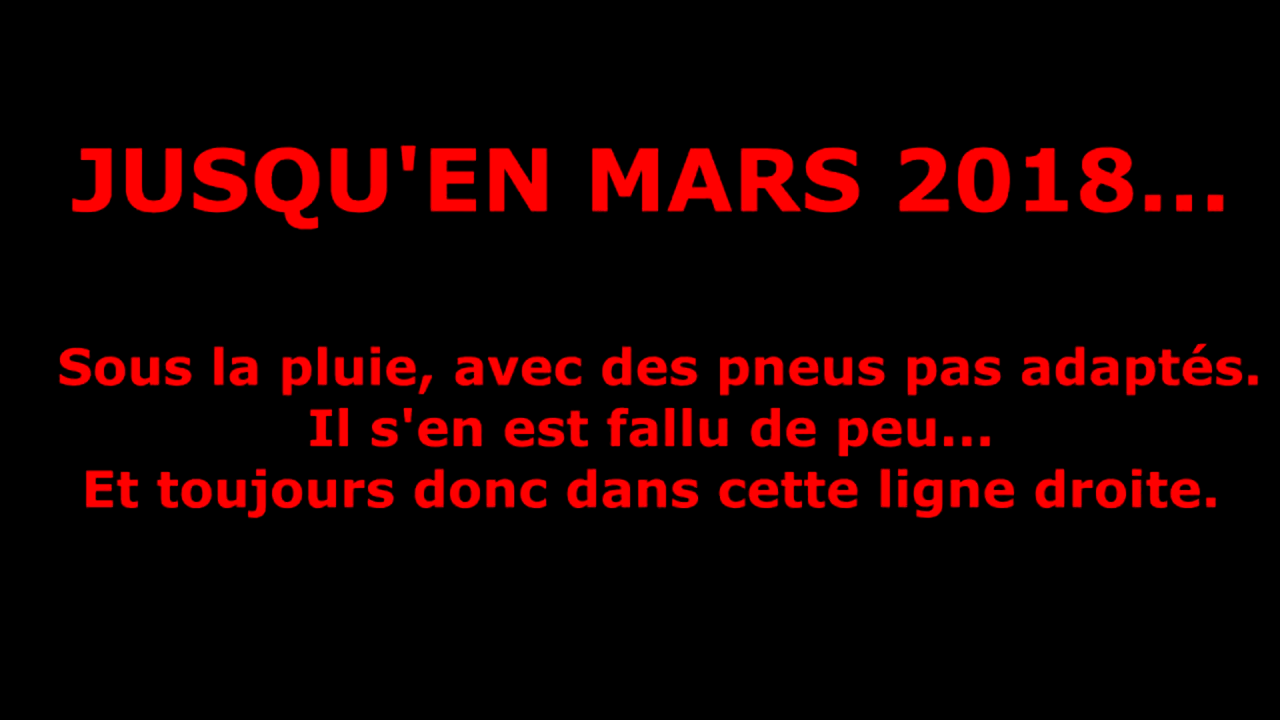 JUSQU'EN MARS 2018...
Sous la pluie, avec des pneus pas adaptés.
Il s'en est fallu de peu...
Et toujours donc dans cette ligne droite.